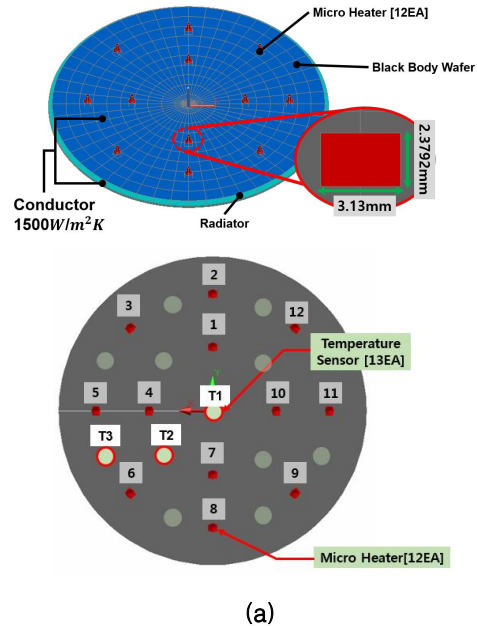 Micro Heater [12EA]
Black Body Wafer
2.3792mm
3.13mm
Conductor
1500W/m²K
Radiator
2
3
12
1
Temperature
Sensor [13EA]
Y
X
T1
5
4
10
11
T3
T2
7
6
9
8
Micro Heater[12EA]
(a)